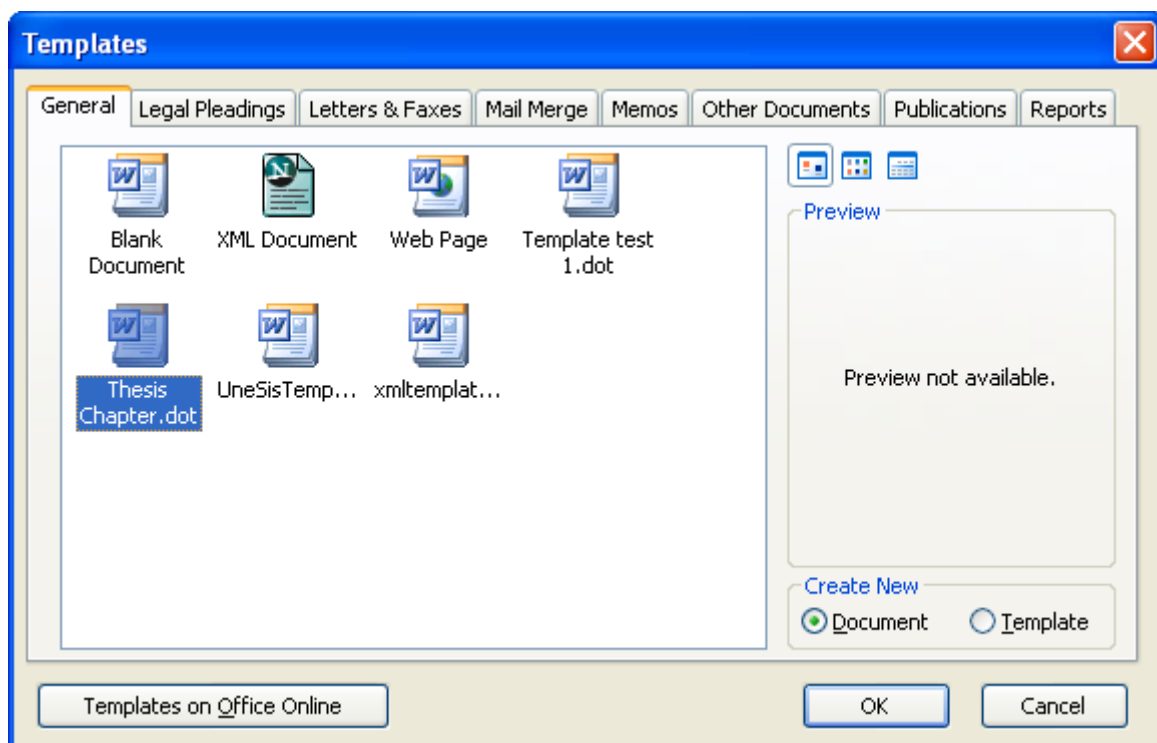 Templates
General Legal Pleadings Letters & Faxes Mail Merge Memos Other Documents Publications Reports
Blank Document
XML Document
Web Page
Template test 1.dot
Thesis Chapter.dot
UneSisTemp...
xmltemplat...
Preview
Preview not available.
Create New
Document Template
Templates on Office Online
OK
Cancel